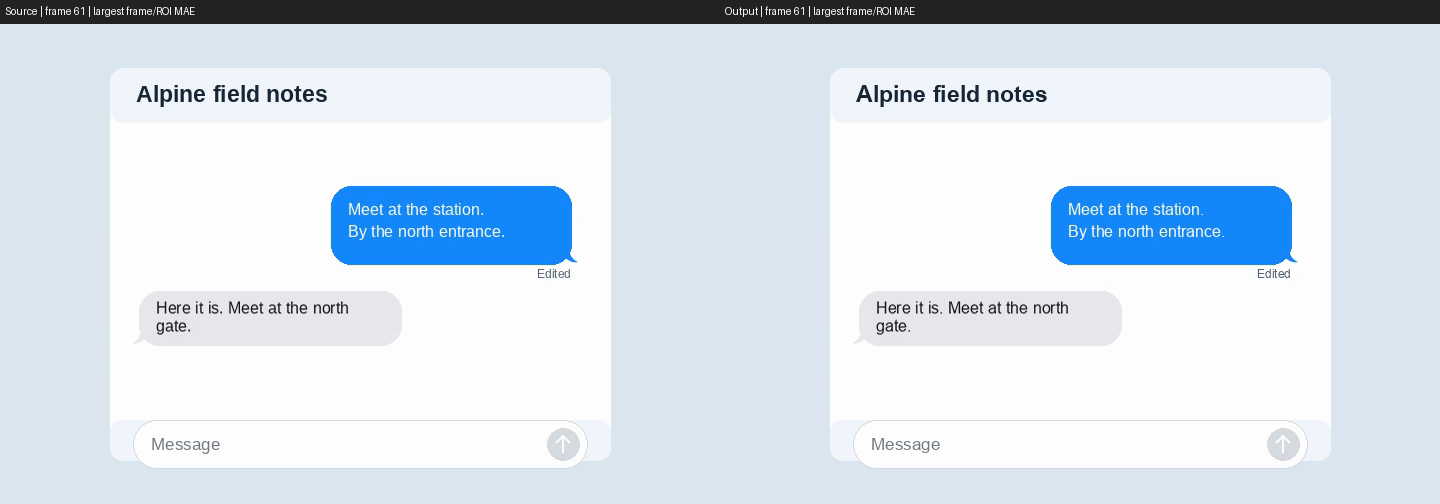 Source | frame 61 | largest frame/ROI MAE
Output | frame 61 | largest frame/ROI MAE
Alpine field notes
Meet at the station.
By the north entrance.
Edited
Here it is. Meet at the north
gate.
Message
Alpine field notes
Meet at the station.
By the north entrance.
Edited
Here it is. Meet at the north
gate.
Message